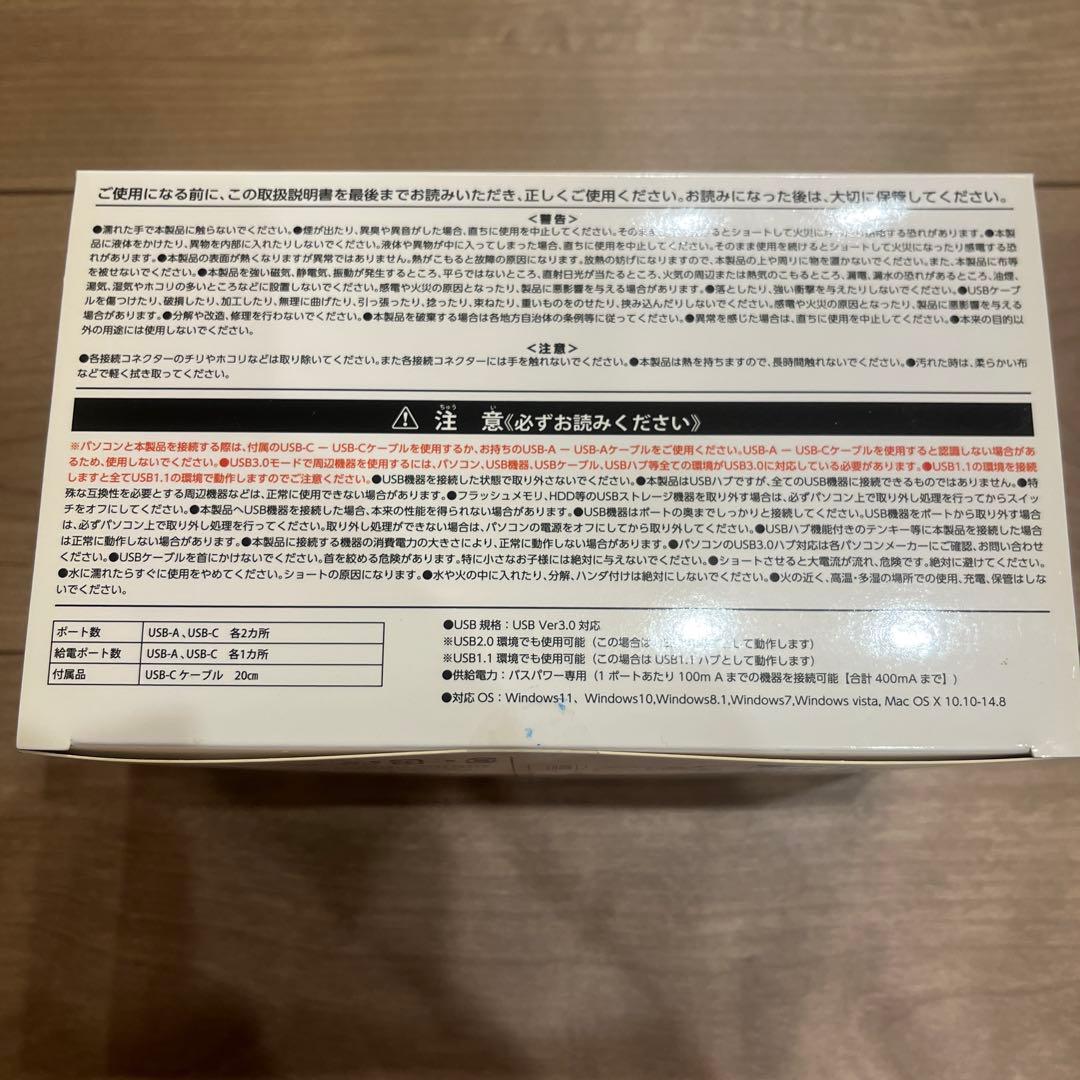 ご使用になる前に、この取扱説明書を最後までお読みいただき、正しくご使用ください。お読みになった後は、大切に保管してください。
<警告>
●濡れた手で本製品に触らないでください。●煙が出たり、異臭や異音がした場合、直ちに使用を中止してください。そのまま るとショートして火災に する恐れがあります。●本製
品に液体をかけたり、異物を内部に入れたりしないでください。液体や異物が中に入ってしまった場合、直ちに使用を中止してください。そのまま使用を続けるとショートして火災になったり感電する恐
れがあります。●本製品の表面が熱くなりますが異常ではありません。熱がこもると故障の原因になります。放熱の妨げになりますので、本製品の上や周りに物を置かないでください。また、本製品に布等
を被せないでください。●本製品を強い磁気、静電気、振動が発生するところ、平らではないところ、直射日光が当たるところ、火気の周辺または熱気のこもるところ、漏電、漏水の恐れがあるところ、油煙、
湯気、湿気やホコリの多いところなどに設置しないでください。感電や火災の原因となったり、製品に悪影響を与える場合があります。●落としたり、強い衝撃を与えたりしないでください。●USBケーブ
ルを傷つけたり、破損したり、加工したり、無理に曲げたり、引っ張ったり、捻ったり、束ねたり、重いものをのせたり、挟み込んだりしないでください。感電や火災の原因となったり、製品に悪影響を与える
場合があります。●分解や改造、修理を行わないでください。●本製品を破棄する場合は各地方自治体の条例等に従ってください。●異常を感じた場合は、直ちに使用を中止してください。●本来の目的以
外の用途には使用しないでください。
<注意>
●各接続コネクターのチリやホコリなどは取り除いてください。また各接続コネクターには手を触れないでください。●本製品は熱を持ちますので、長時間触れないでください。●汚れた時は、柔らかい布
などで軽く拭き取ってください。
注意《必ずお読みください》
※パソコンと本製品を接続する際は、付属のUSB-C ー USB-Cケーブルを使用するか、お持ちのUSB-A ー USB-Aケーブルをご使用ください。USB-A ー USB-Cケーブルを使用すると認識しない場合があ
るため、使用しないでください。●USB3.0モードで周辺機器を使用するには、パソコン、USB機器、USBケーブル、USBハブ等全ての環境がUSB3.0に対応している必要があります。●USB1.1の環境を接続
しますと全てUSB1.1の環境で動作しますのでご注意ください。●USB機器を接続した状態で取り外さないでください。●本製品はUSBハブですが、全てのUSB機器に接続できるものではありません。●特
殊な互換性を必要とする周辺機器などは、正常に使用できない場合があります。●フラッシュメモリ、HDD等のUSBストレージ機器を取り外す場合は、必ずパソコン上で取り外し処理を行ってからスイッ
チをオフにしてください。●本製品へUSB機器を接続した場合、本来の性能を得られない場合があります。●USB機器はポートの奥までしっかりと接続してください。USB機器をポートから取り外す場合
は、必ずパソコン上で取り外し処理を行ってください。取り外し処理ができない場合は、パソコンの電源をオフにしてから取り外してください。●USBハブ機能付きのテンキー等に本製品を接続した場合
は正常に動作しない場合があります。●本製品に接続する機器の消費電力の大きさにより、正常に動作しない場合があります。●パソコンのUSB3.0ハブ対応は各パソコンメーカーにご確認、お問い合わせ
ください。●USBケーブルを首にかけないでください。首を絞める危険があります。特に小さなお子様には絶対に与えないでください。●ショートさせると大電流が流れ、危険です。絶対に避けてください。
●水に濡れたらすぐに使用をやめてください。ショートの原因になります。●水や火の中に入れたり、分解、ハンダ付けは絶対にしないでください。●火の近く、高温・多湿の場所での使用、充電、保管はしな
いでください。
ポート数 USB-A、USB-C 各2カ所
給電ポート数 USB-A、USB-C 各1カ所
付属品 USB-C ケーブル 20cm
●USB 規格：USB Ver3.0 対応
※USB2.0 環境でも使用可能（この場合は ハブとして動作します）
※USB1.1 環境でも使用可能（この場合は USB1.1 ハブとして動作します）
●供給電力：バスパワー専用（1 ポートあたり 100m A までの機器を接続可能【合計 400mA まで】）
●対応 OS：Windows11、Windows10,Windows8.1,Windows7,Windows vista, Mac OS X 10.10-14.8